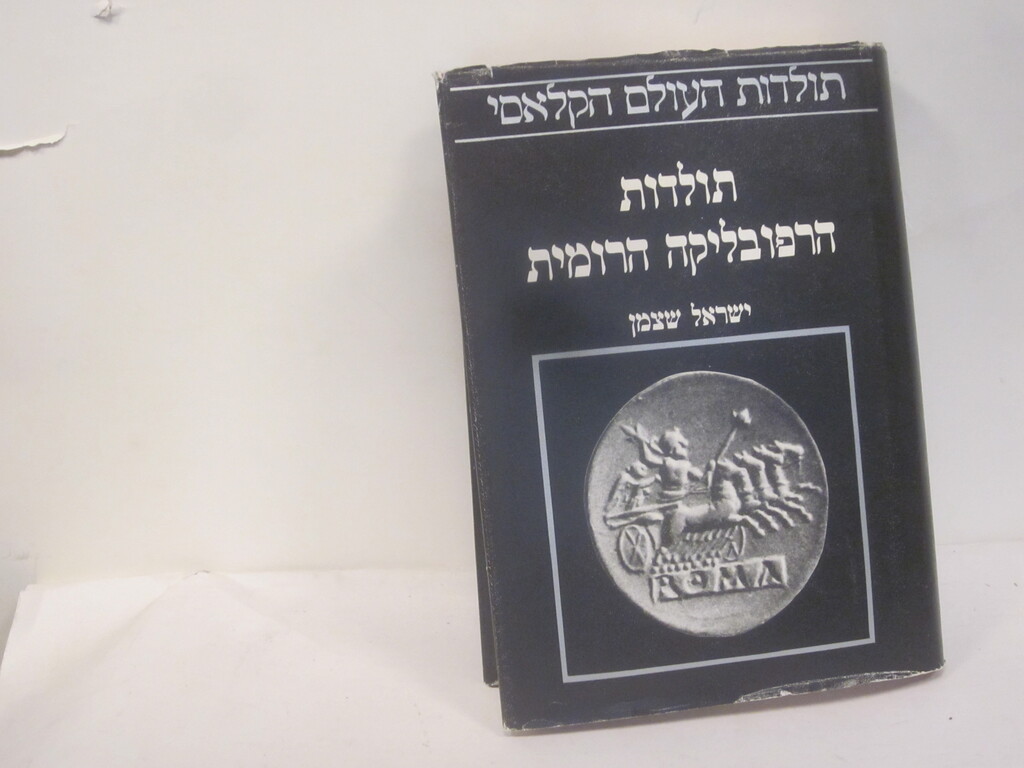 תולדות העולם הקלאסי
תולדות
הרפובליקה הרומית
ישראל שצמן
ROMA